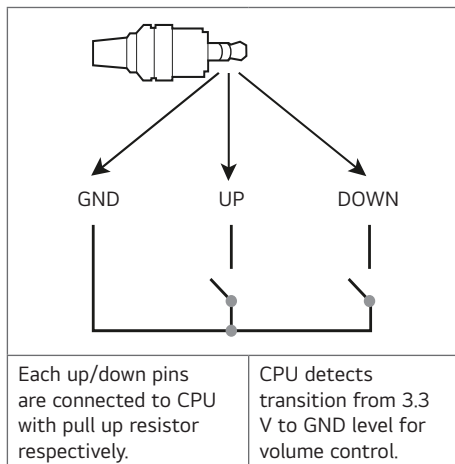 GND UP DOWN
Each up/down pins
are connected to CPU
with pull up resistor
respectively.
CPU detects
transition from 3.3
V to GND level for
volume control.